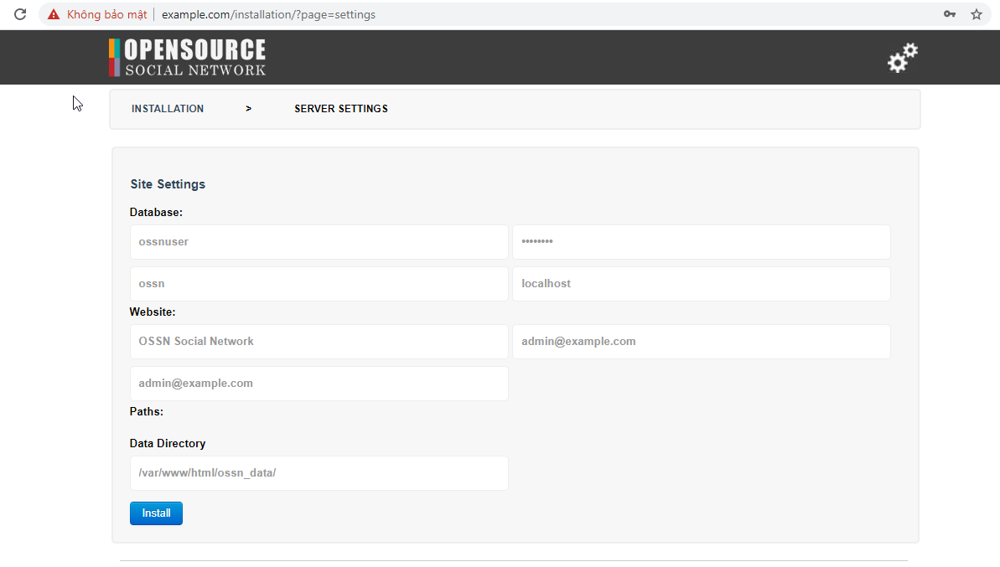 Không bảo mật example.com/installation/?page=settings
OPENSOURCE
SOCIAL NETWORK
INSTALLATION > SERVER SETTINGS
Site Settings
Database:
ossnuser ••••••••
ossn localhost
Website:
OSSN Social Network admin@example.com
admin@example.com
Paths:
Data Directory
/var/www/html/ossn_data/
Install